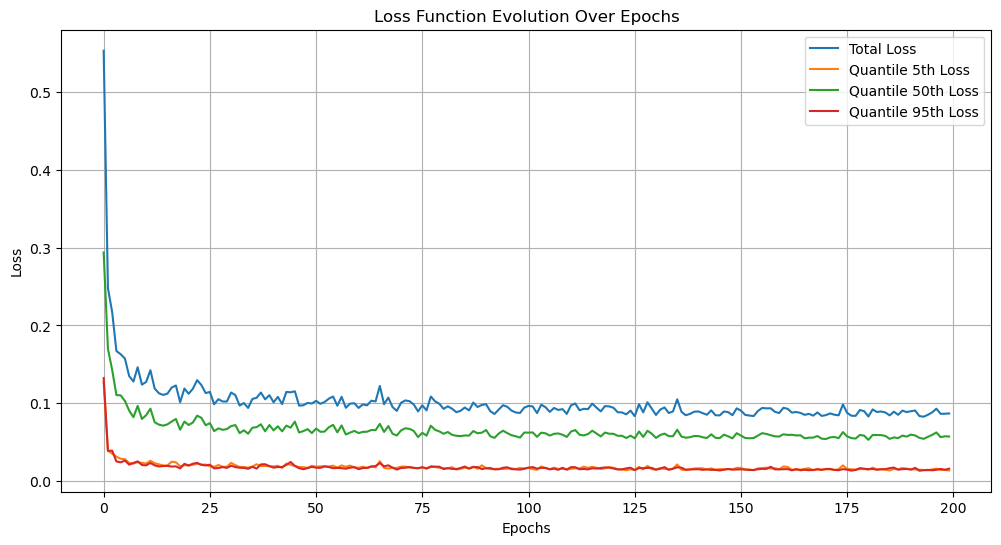 Loss Function Evolution Over Epochs
Total Loss
Quantile 5th Loss
Quantile 50th Loss
Quantile 95th Loss
Loss
0.5
0.4
0.3
0.2
0.1
0.0
0 25 50 75 100 125 150 175 200
Epochs